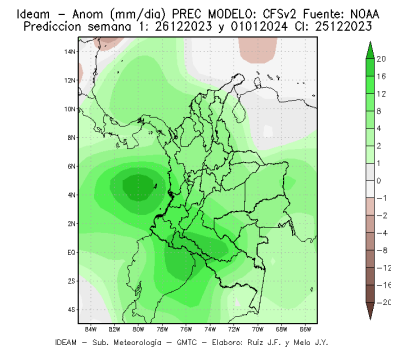 Ideam – Anom (mm/dia) PREC MODELO: CFSv2 Fuente: NOAA
Prediccion semana 1: 26122023 y 01012024 CI: 25122023
14N
12N
10N
8N
6N
4N
2N
EQ
2S
4S
84W 82W 80W 78W 76W 74W 72W 70W 68W 66W
20
16
12
8
4
2
1
-1
-2
-4
-8
-12
-16
-20
IDEAM – Sub. Meteorología – GMTC – Elaboro: Ruíz J.F. y Melo J.Y.